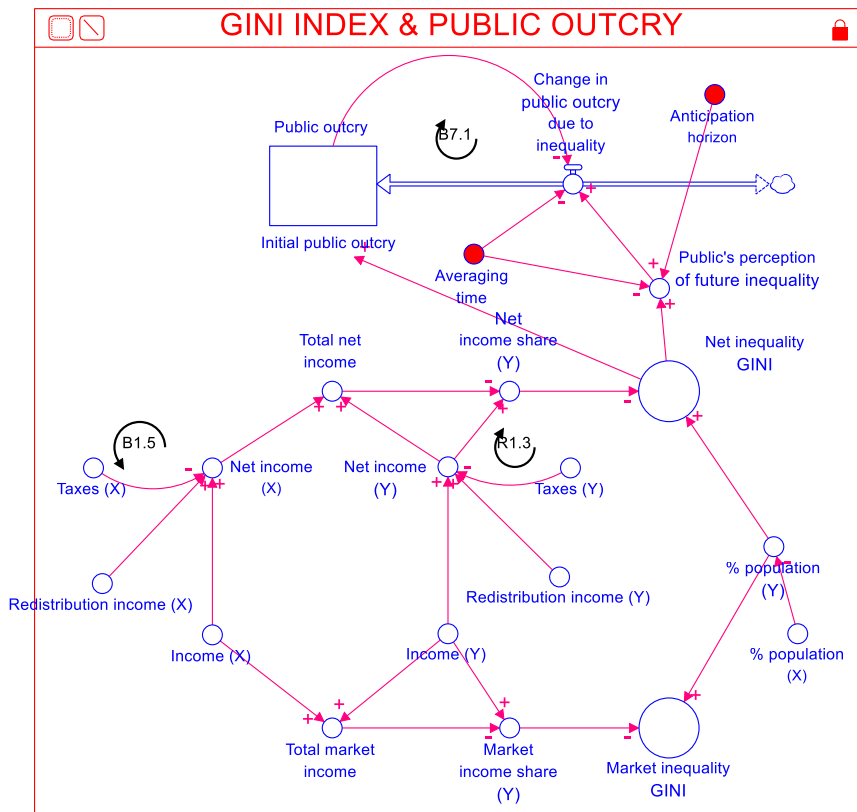 GINI INDEX & PUBLIC OUTCRY
Change in
public outcry
due to
inequality
Anticipation
horizon
Public outcry
B7.1
-
+
-
Initial public outcry
+
Averaging
time
Public's perception
of future inequality
+
-
+
Net
income share
(Y)
Total net
income
Net inequality
GINI
-
+
+
+
-
+
B1.5
R1.3
Taxes (X)
-
+
+
Net income
(X)
Net income
(Y)
-
+
+
Taxes (Y)
Redistribution income (X)
Redistribution income (Y)
% population
(Y)
-
Income (X)
Income (Y)
% population
(X)
+
+
+
-
-
+
Total market
income
Market
income share
(Y)
Market inequality
GINI